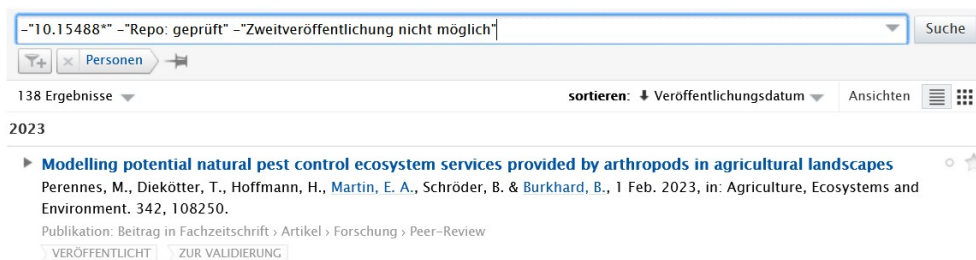 –"10.15488*" –"Repo: geprüft" –"Zweitveröffentlichung nicht möglich" Suche
Personen
138 Ergebnisse sortieren: Veröffentlichungsdatum Ansichten
2023
Modelling potential natural pest control ecosystem services provided by arthropods in agricultural landscapes
Perennes, M., Diekötter, T., Hoffmann, H., Martin, E. A., Schröder, B. & Burkhard, B., 1 Feb. 2023, in: Agriculture, Ecosystems and
Environment. 342, 108250.
Publikation: Beitrag in Fachzeitschrift › Artikel › Forschung › Peer-Review
VERÖFFENTLICHT ZUR VALIDIERUNG